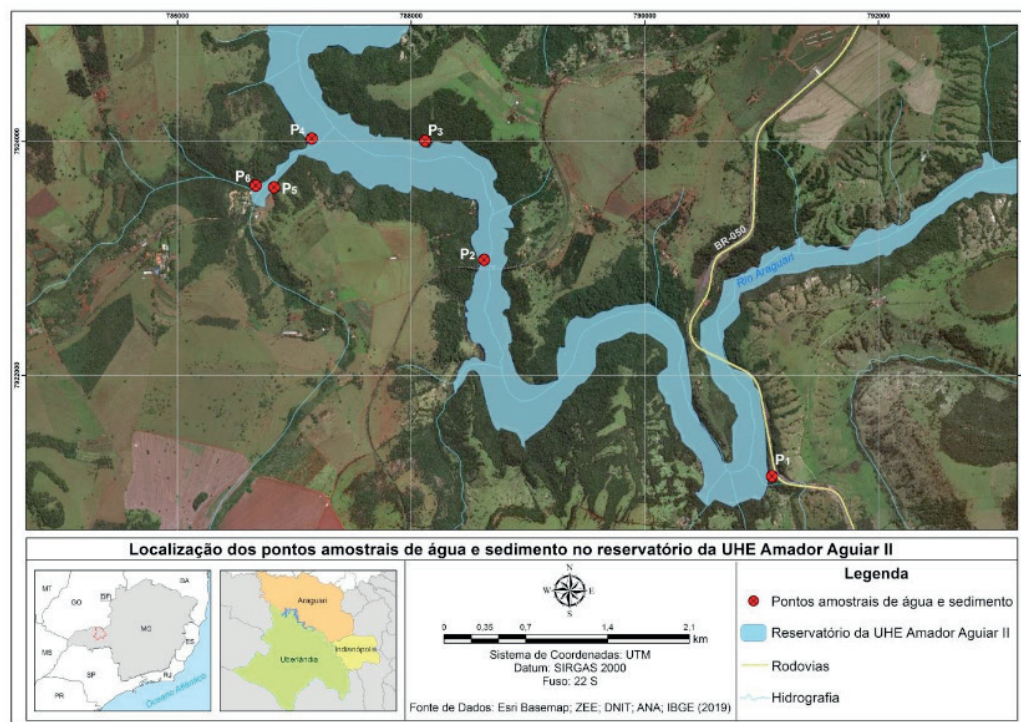 786000 788000 790000 792000
7924000
7922000
P4
P3
P6
P5
P2
BR-050
Rio Araguari
P1
Localização dos pontos amostrais de água e sedimento no reservatório da UHE Amador Aguiar II
MT
GO
DF
BA
MG
ES
MS
SP
RJ
PR
Oceano Atlântico
Araguari
Uberlândia
Indianópolis
N
W E
S
0 0,35 0,7 1,4 2,1
km
Sistema de Coordenadas: UTM
Datum: SIRGAS 2000
Fuso: 22 S
Fonte de Dados: Esri Basemap; ZEE; DNIT; ANA; IBGE (2019)
Legenda
Pontos amostrais de água e sedimento
Reservatório da UHE Amador Aguiar II
Rodovias
Hidrografia